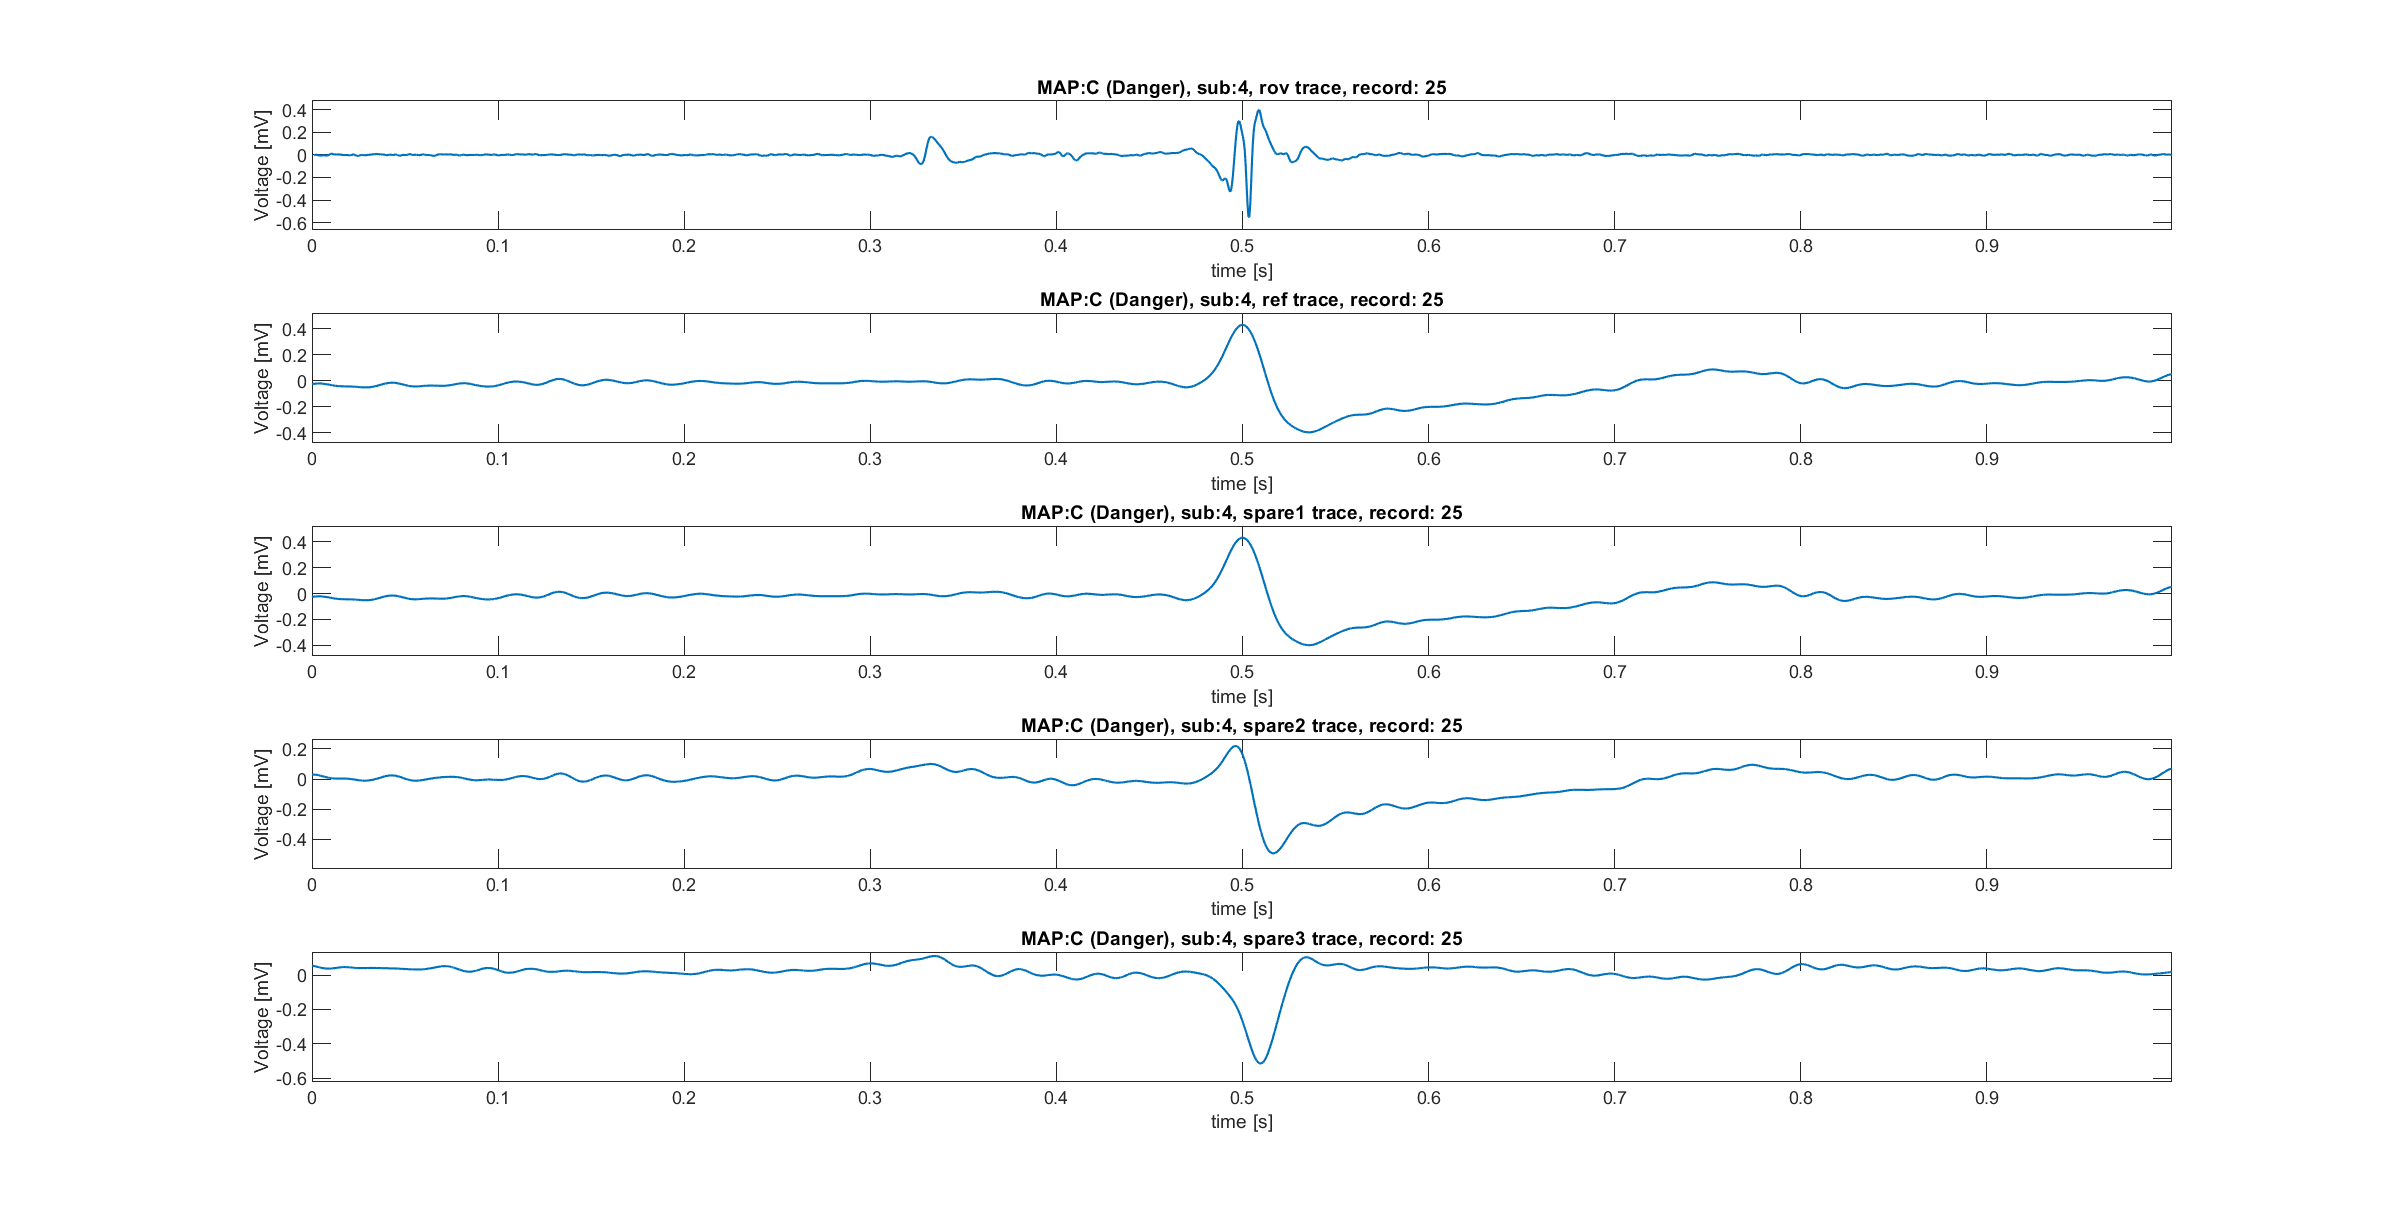 MAP:C (Danger), sub:4, rov trace, record: 25
Voltage [mV]
0.4
0.2
0
-0.2
-0.4
-0.6
0 0.1 0.2 0.3 0.4 0.5 0.6 0.7 0.8 0.9
time [s]
MAP:C (Danger), sub:4, ref trace, record: 25
Voltage [mV]
0.4
0.2
0
-0.2
-0.4
0 0.1 0.2 0.3 0.4 0.5 0.6 0.7 0.8 0.9
time [s]
MAP:C (Danger), sub:4, spare1 trace, record: 25
Voltage [mV]
0.4
0.2
0
-0.2
-0.4
0 0.1 0.2 0.3 0.4 0.5 0.6 0.7 0.8 0.9
time [s]
MAP:C (Danger), sub:4, spare2 trace, record: 25
Voltage [mV]
0.2
0
-0.2
-0.4
0 0.1 0.2 0.3 0.4 0.5 0.6 0.7 0.8 0.9
time [s]
MAP:C (Danger), sub:4, spare3 trace, record: 25
Voltage [mV]
0
-0.2
-0.4
-0.6
0 0.1 0.2 0.3 0.4 0.5 0.6 0.7 0.8 0.9
time [s]